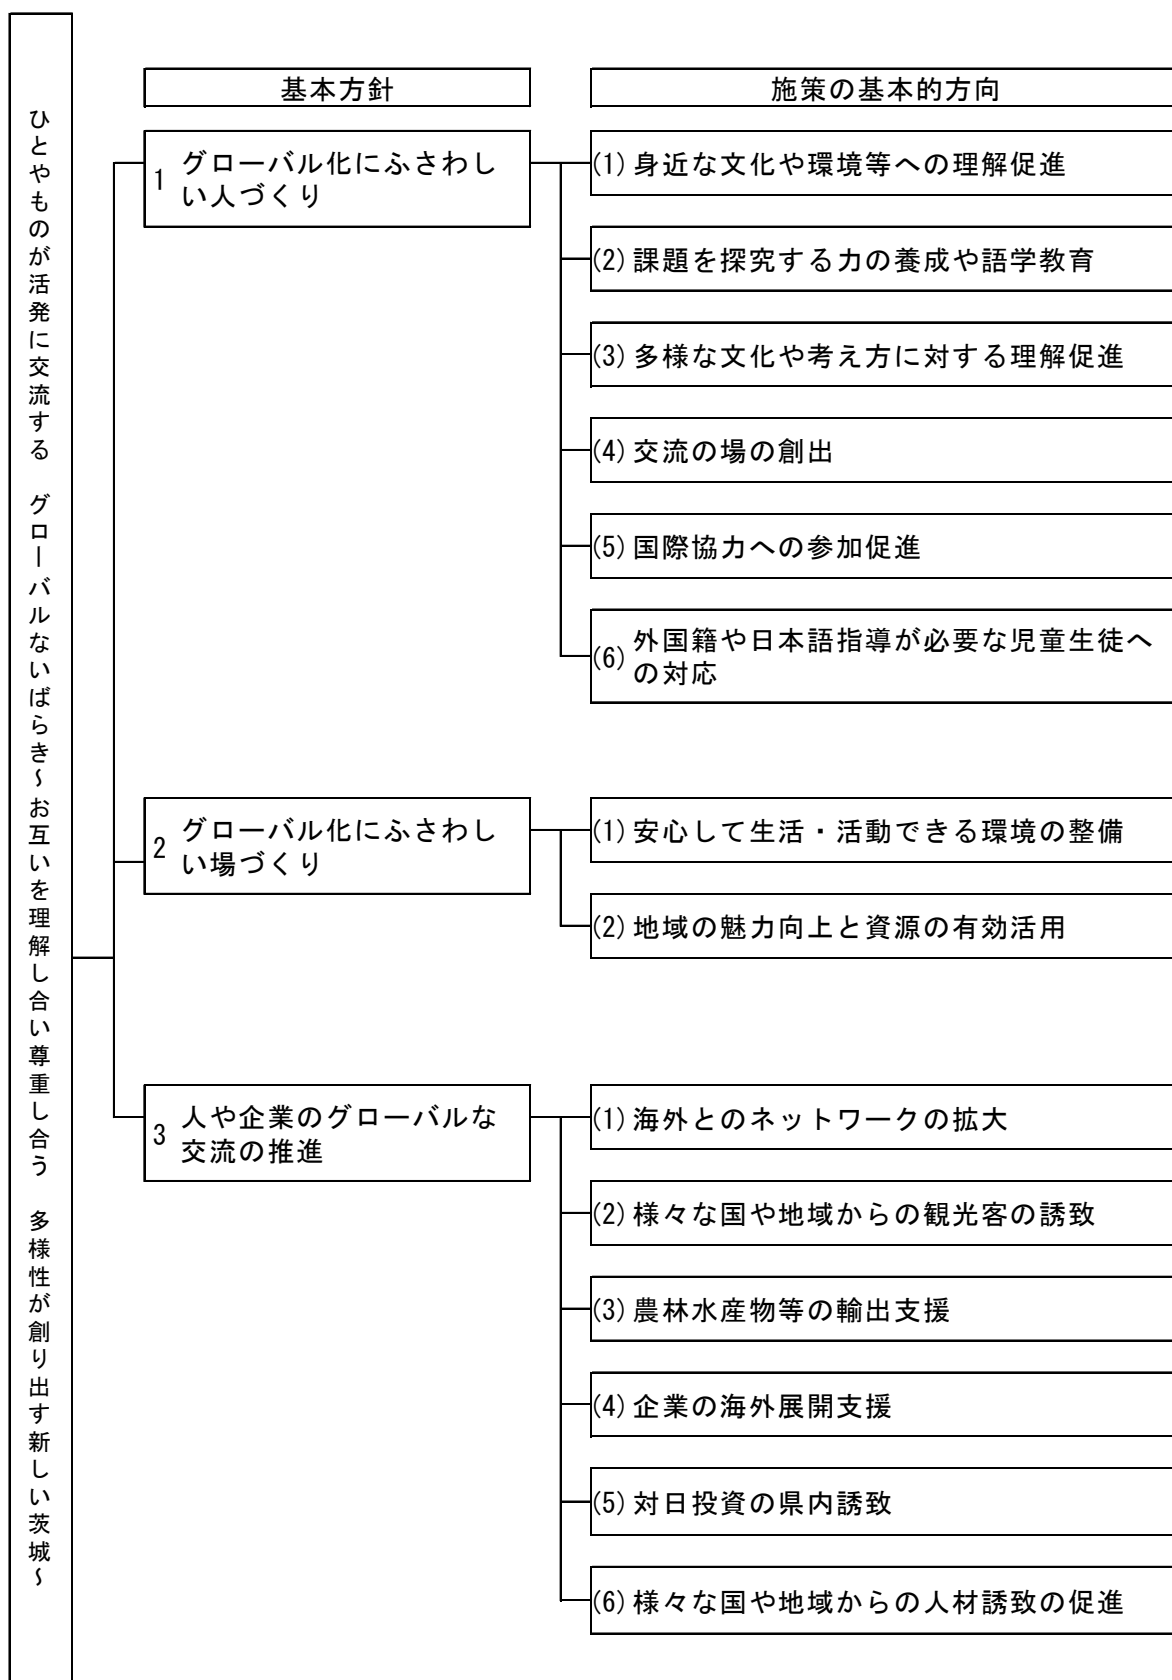 ひとやものが活発に交流する　グローバルないばらき～お互いを理解し合い尊重し合う　多様性が創り出す新しい茨城～
基本方針
施策の基本的方向
1 グローバル化にふさわし
い人づくり
(1) 身近な文化や環境等への理解促進
(2) 課題を探究する力の養成や語学教育
(3) 多様な文化や考え方に対する理解促進
(4) 交流の場の創出
(5) 国際協力への参加促進
(6) 外国籍や日本語指導が必要な児童生徒へ
の対応
2 グローバル化にふさわし
い場づくり
(1) 安心して生活・活動できる環境の整備
(2) 地域の魅力向上と資源の有効活用
3 人や企業のグローバルな
交流の推進
(1) 海外とのネットワークの拡大
(2) 様々な国や地域からの観光客の誘致
(3) 農林水産物等の輸出支援
(4) 企業の海外展開支援
(5) 対日投資の県内誘致
(6) 様々な国や地域からの人材誘致の促進